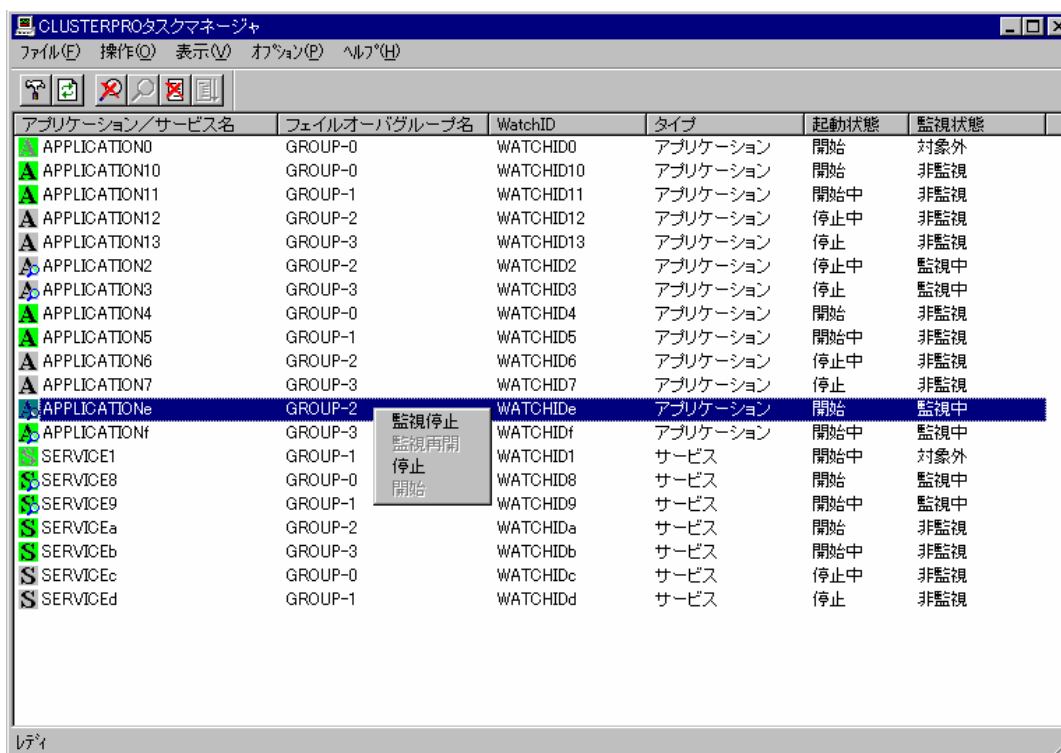 CLUSTERPROタスクマネージャ
ﾌｧｲﾙ(F) 操作(O) 表示(V) ｵﾌﾟｼｮﾝ(P) ﾍﾙﾌﾟ(H)
アプリケーション／サービス名 フェイルオーバグループ名 WatchID タイプ 起動状態 監視状態
APPLICATION0 GROUP-0 WATCHID0 アプリケーション 開始 対象外
APPLICATION10 GROUP-0 WATCHID10 アプリケーション 開始 非監視
APPLICATION11 GROUP-1 WATCHID11 アプリケーション 開始中 非監視
APPLICATION12 GROUP-2 WATCHID12 アプリケーション 停止中 非監視
APPLICATION13 GROUP-3 WATCHID13 アプリケーション 停止 非監視
APPLICATION2 GROUP-2 WATCHID2 アプリケーション 停止中 監視中
APPLICATION3 GROUP-3 WATCHID3 アプリケーション 停止 監視中
APPLICATION4 GROUP-0 WATCHID4 アプリケーション 開始 非監視
APPLICATION5 GROUP-1 WATCHID5 アプリケーション 開始中 非監視
APPLICATION6 GROUP-2 WATCHID6 アプリケーション 停止中 非監視
APPLICATION7 GROUP-3 WATCHID7 アプリケーション 停止 非監視
APPLICATIONe GROUP-2 WATCHIDe アプリケーション 開始 監視中
APPLICATIONf GROUP-3 WATCHIDf アプリケーション 開始中 監視中
SERVICE1 GROUP-1 WATCHID1 サービス 開始中 対象外
SERVICE8 GROUP-0 WATCHID8 サービス 開始 監視中
SERVICE9 GROUP-1 WATCHID9 サービス 開始中 監視中
SERVICEa GROUP-2 WATCHIDa サービス 開始 非監視
SERVICEb GROUP-3 WATCHIDb サービス 開始中 非監視
SERVICEc GROUP-0 WATCHIDc サービス 停止中 非監視
SERVICEd GROUP-1 WATCHIDd サービス 停止 非監視
監視停止
監視再開
停止
開始
ﾚﾃﾞｨ